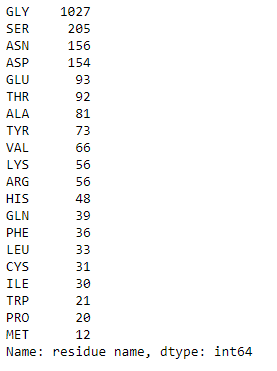 GLY    1027
SER     205
ASN     156
ASP     154
GLU      93
THR      92
ALA      81
TYR      73
VAL      66
LYS      56
ARG      56
HIS      48
GLN      39
PHE      36
LEU      33
CYS      31
ILE      30
TRP      21
PRO      20
MET      12
Name: residue name, dtype: int64